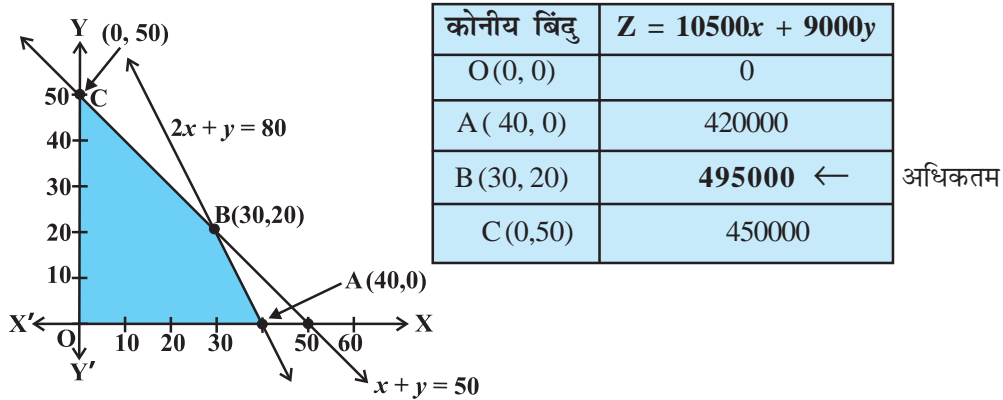 Y
(0, 50)
50
C
40
2x + y = 80
30
B(30,20)
20
10
A (40,0)
X′
O
10 20 30 50 60
X
Y′
x + y = 50
कोनीय बिंदु Z = 10500x + 9000y
O (0, 0) 0
A ( 40, 0) 420000
B (30, 20) 495000 ← अधिकतम
C (0,50) 450000